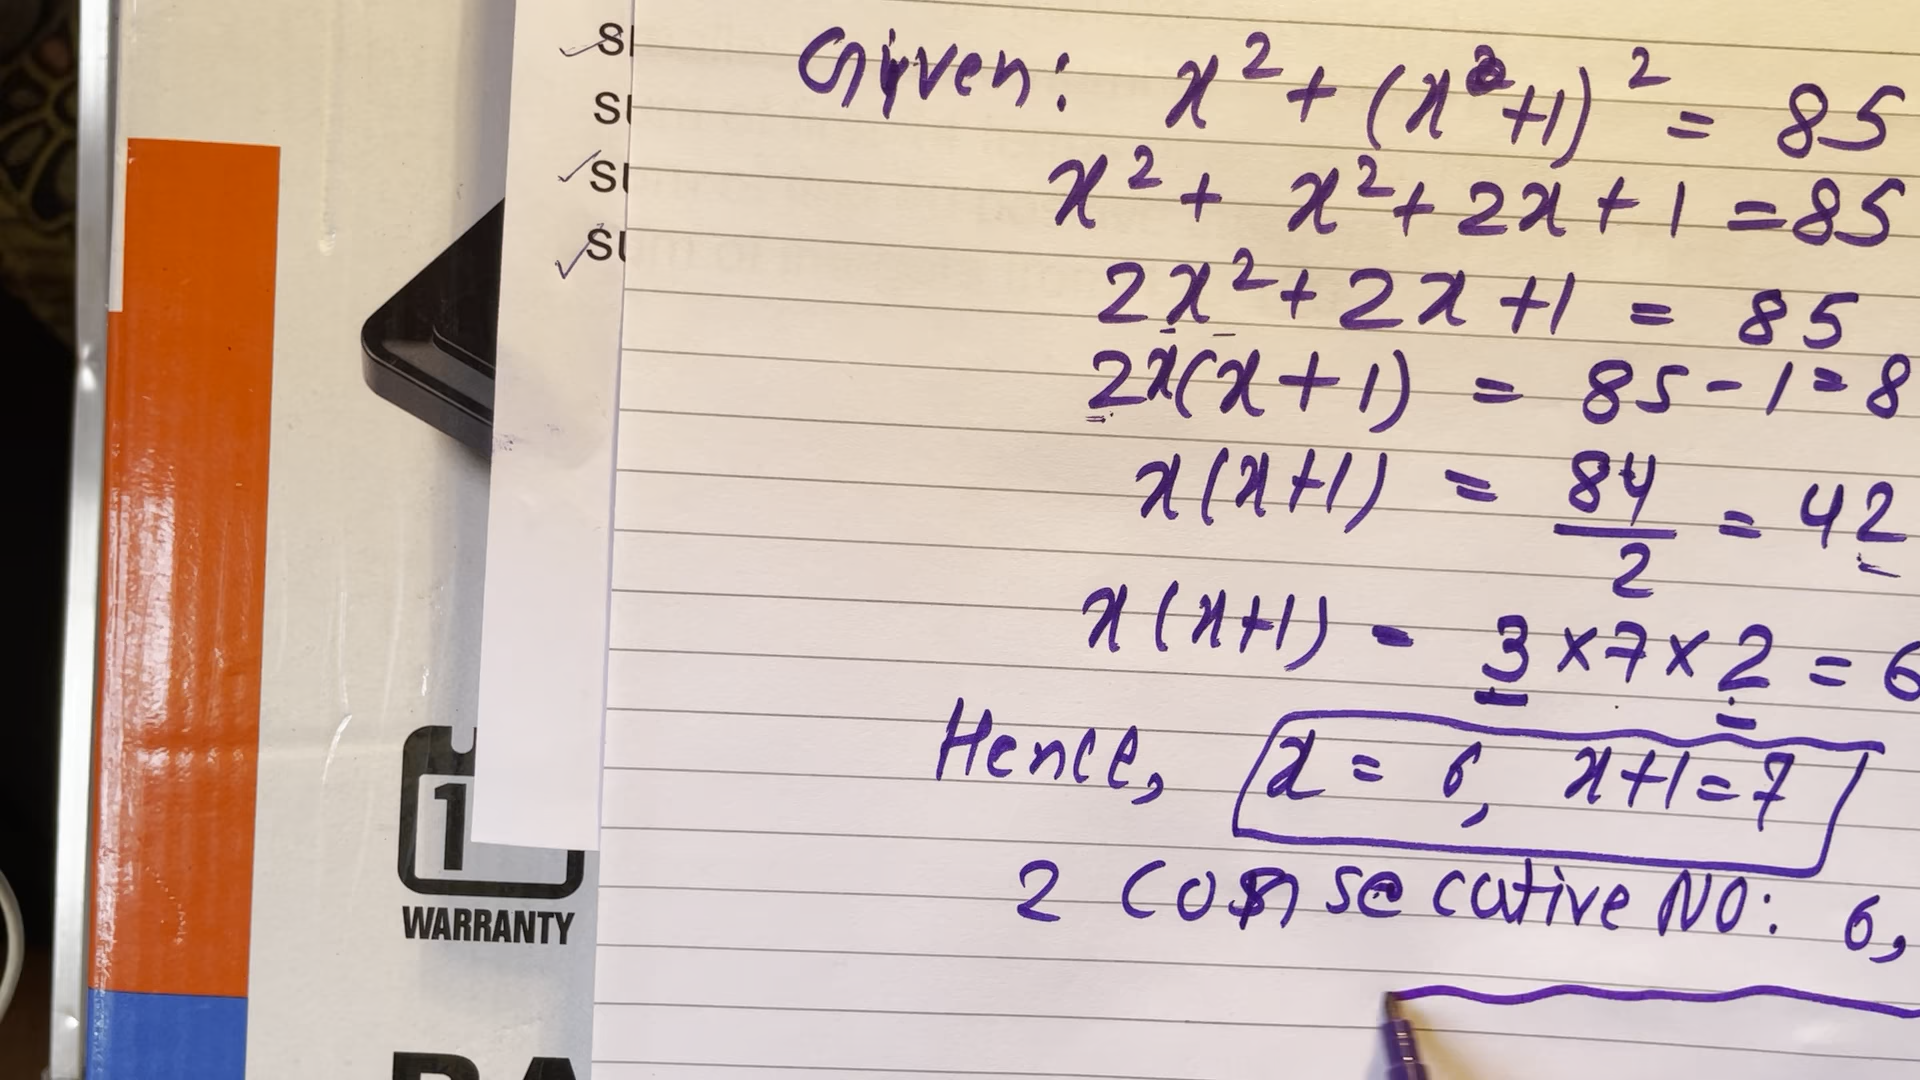 Given: x² + (x+1)² = 85
x² + x² + 2x + 1 = 85
2x² + 2x + 1 = 85
2x(x+1) = 85 - 1 = 8
x(x+1) = 84/2 = 42
x(x+1) = 3 × 7 × 2 = 6
Hence, x = 6, x+1 = 7
2 Consecutive NO: 6,
1
WARRANTY